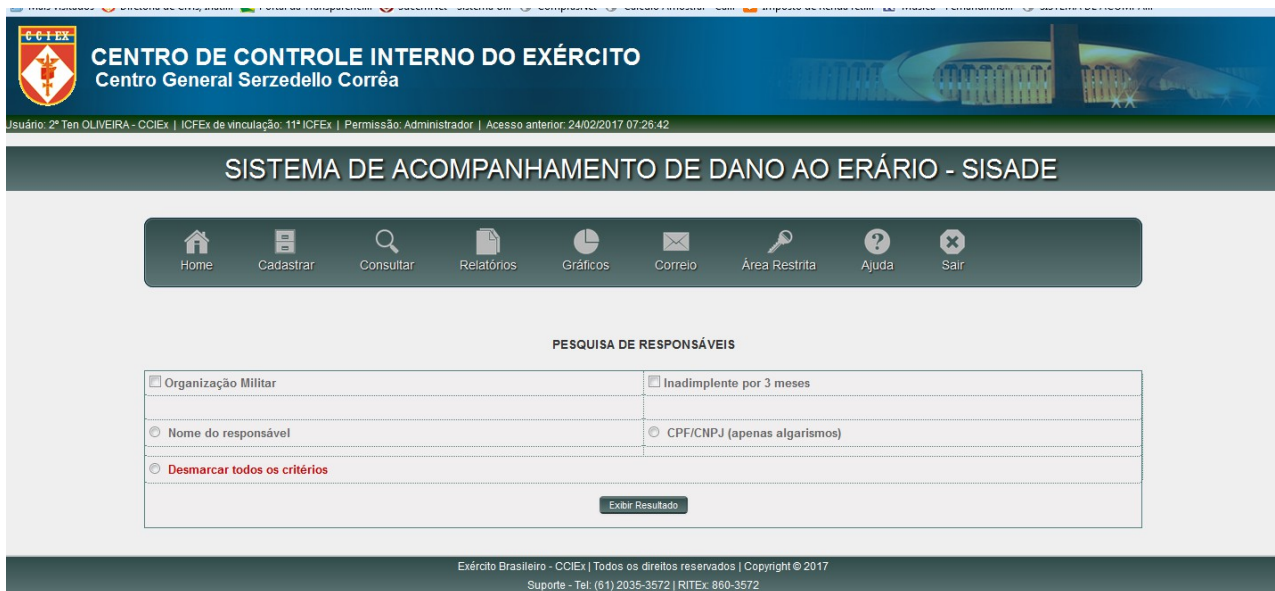 CCIEX
CENTRO DE CONTROLE INTERNO DO EXÉRCITO
Centro General Serzedello Corrêa
Usuário: 2º Ten OLIVEIRA - CCIEx | ICFEx de vinculação: 11ª ICFEx | Permissão: Administrador | Acesso anterior: 24/02/2017 07:26:42
SISTEMA DE ACOMPANHAMENTO DE DANO AO ERÁRIO - SISADE
Home Cadastrar Consultar Relatórios Gráficos Correio Área Restrita Ajuda Sair
PESQUISA DE RESPONSÁVEIS
Organização Militar Inadimplente por 3 meses
Nome do responsável CPF/CNPJ (apenas algarismos)
Desmarcar todos os critérios
Exibir Resultado
Exército Brasileiro - CCIEx | Todos os direitos reservados | Copyright © 2017
Suporte - Tel: (61) 2035-3572 | RITEx: 860-3572